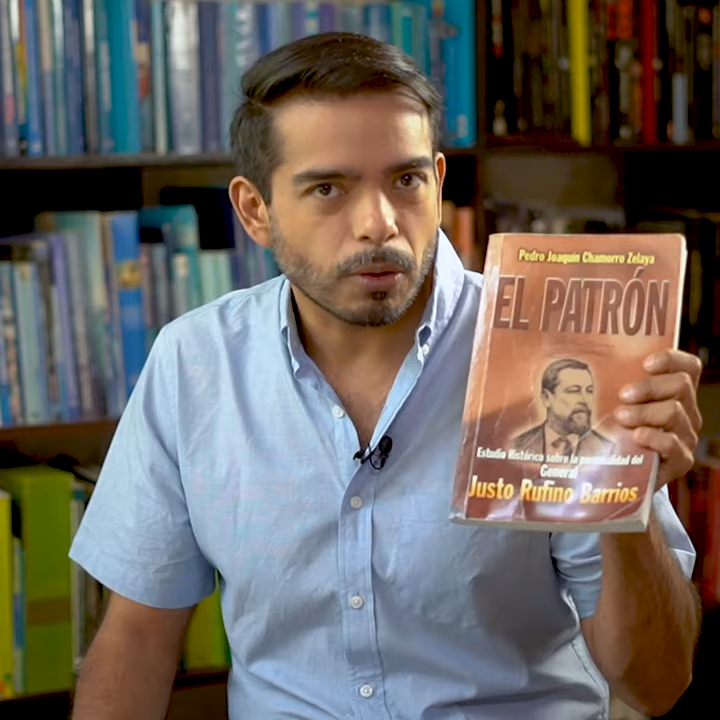 Pedro Joaquín Chamorro Zelaya
EL PATRÓN
Estudio Histórico sobre la personalidad del
General
Justo Rufino Barrios